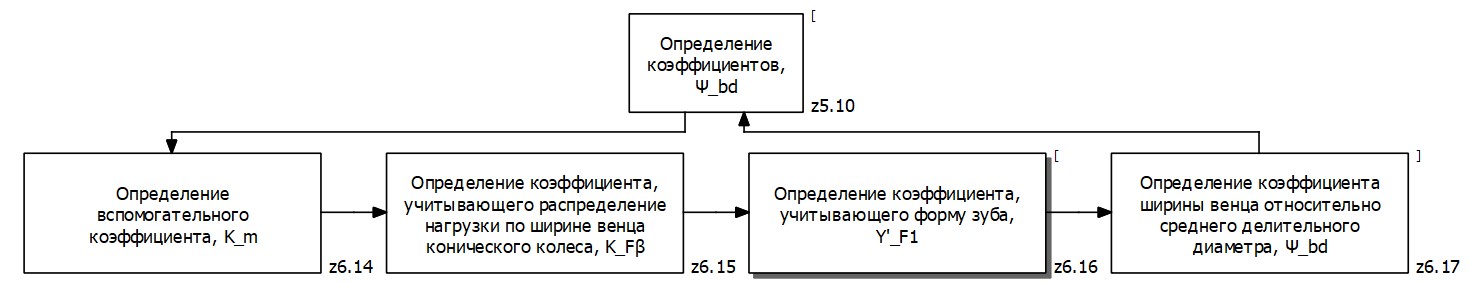 [
Определение
коэффициентов,
Ψ_bd
z5.10
Определение
вспомогательного
коэффициента, K_m
z6.14
Определение коэффициента,
учитывающего распределение
нагрузки по ширине венца
конического колеса, K_Fβ
z6.15
[
Определение коэффициента,
учитывающего форму зуба,
Y'_F1
z6.16
]
Определение коэффициента
ширины венца относительно
среднего делительного
диаметра, Ψ_bd
z6.17